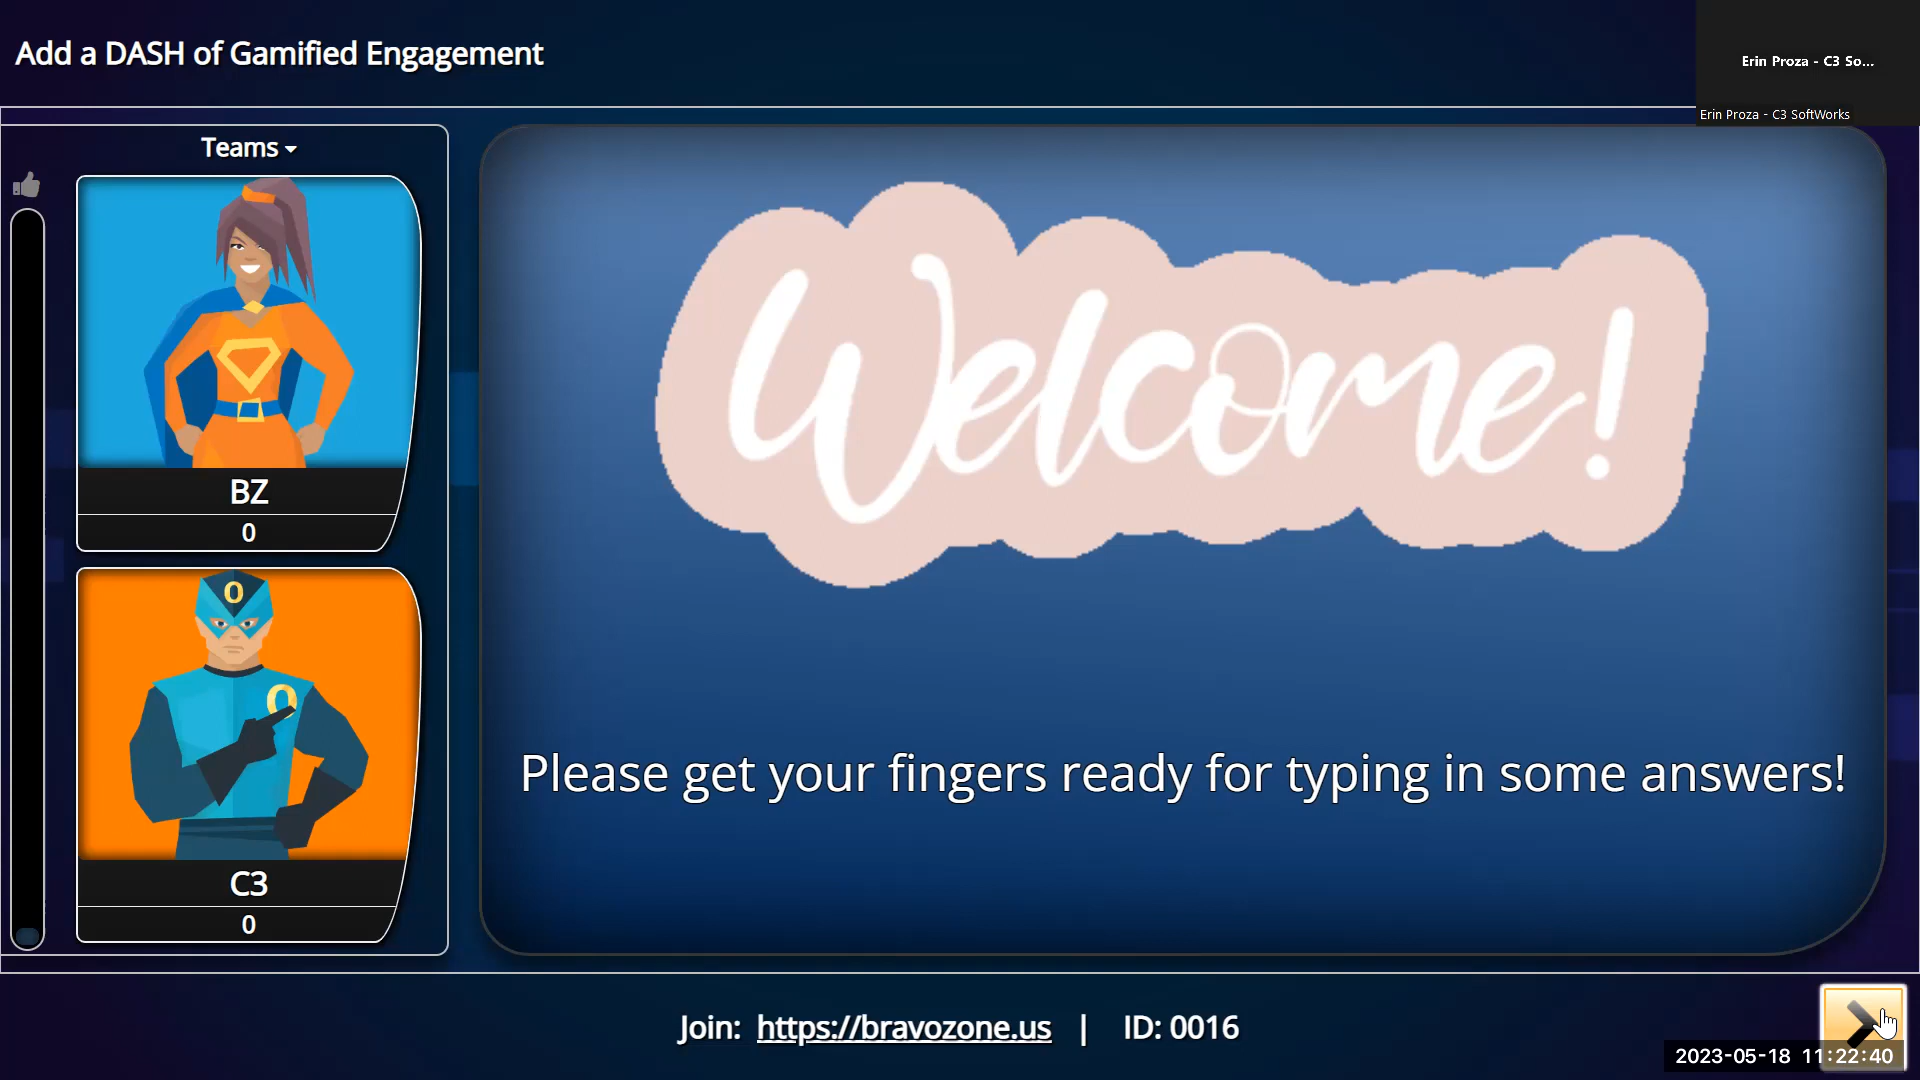 Add a DASH of Gamified Engagement
Erin Proza - C3 So...
Erin Proza - C3 SoftWorks
Teams
BZ
0
0
0
C3
0
Welcome!
Please get your fingers ready for typing in some answers!
Join: https://bravozone.us | ID: 0016
2023-05-18 11:22:40